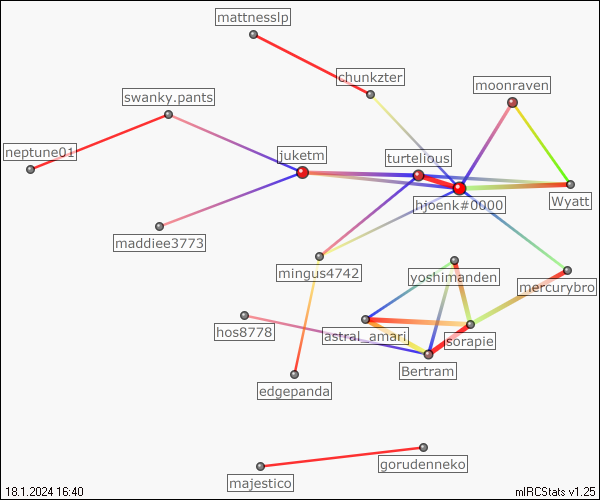 mattnesslp
chunkzter
moonraven
swanky.pants
neptune01
juketm
turtelious
hjoenk#0000
Wyatt
maddiee3773
mingus4742
yoshimanden
mercurybro
hos8778
astral_amari
sorapie
Bertram
edgepanda
gorudenneko
majestico
18.1.2024 16:40
mIRCStats v1.25